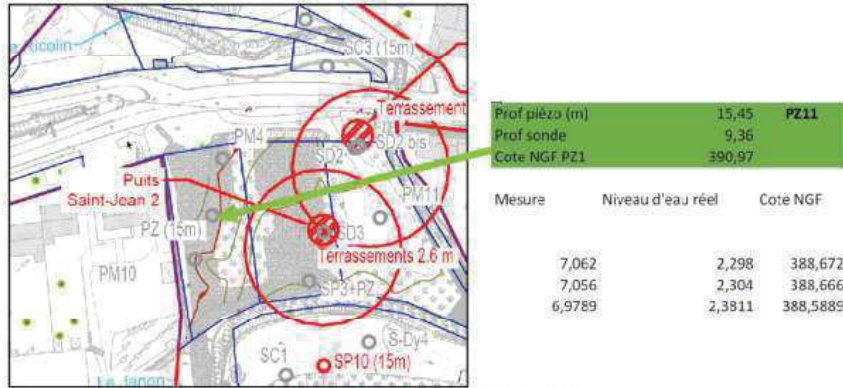 SC3 (15m)
Terrassement
PM4
SD2 bis
SD2
Puits
Saint-Jean 2
PM11
PZ (15m)
SD3
Terrassements 2.6 m
PM10
SP3+PZ
S-Dy4
SC1
SP10 (15m)
Le Janon
Prof piézo (m) 15,45 PZ11
Prof sonde 9,36
Cote NGF PZ1 390,97
Mesure Niveau d'eau réel Cote NGF
7,062 2,298 388,672
7,056 2,304 388,666
6,9789 2,3811 388,5889